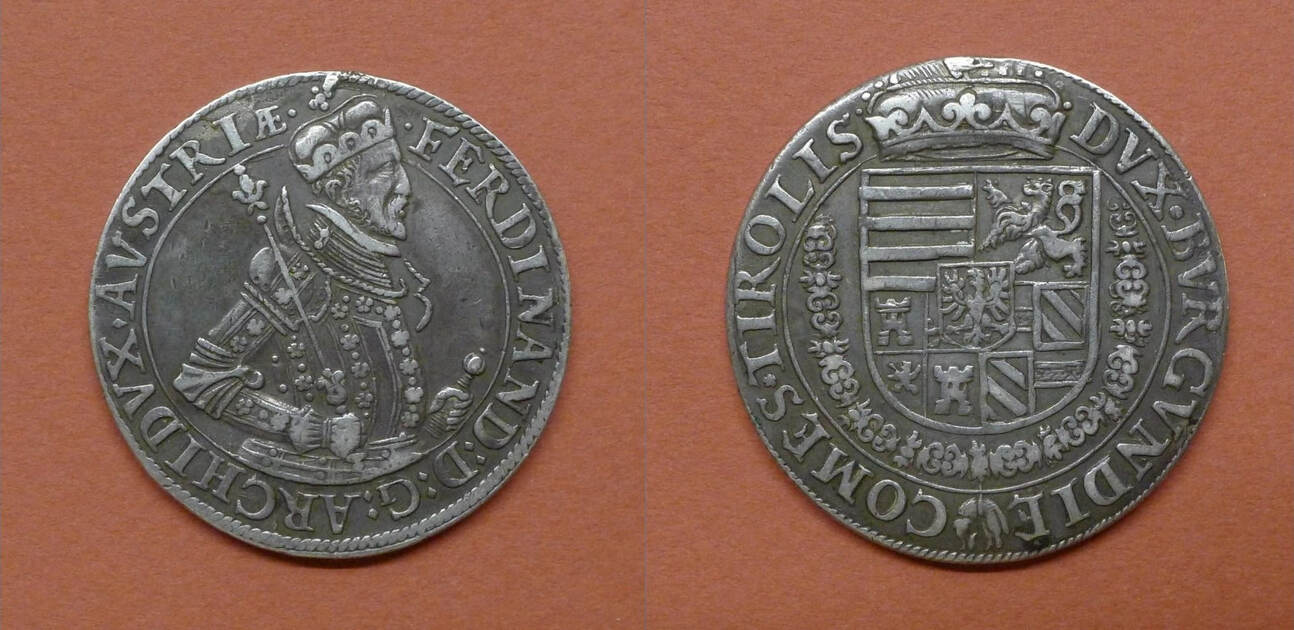 ·FERDINAND:D:G:ARCHIDVX·AVSTRIÆ·
DVX·BVRGVNDIE COMES·TIROLIS·